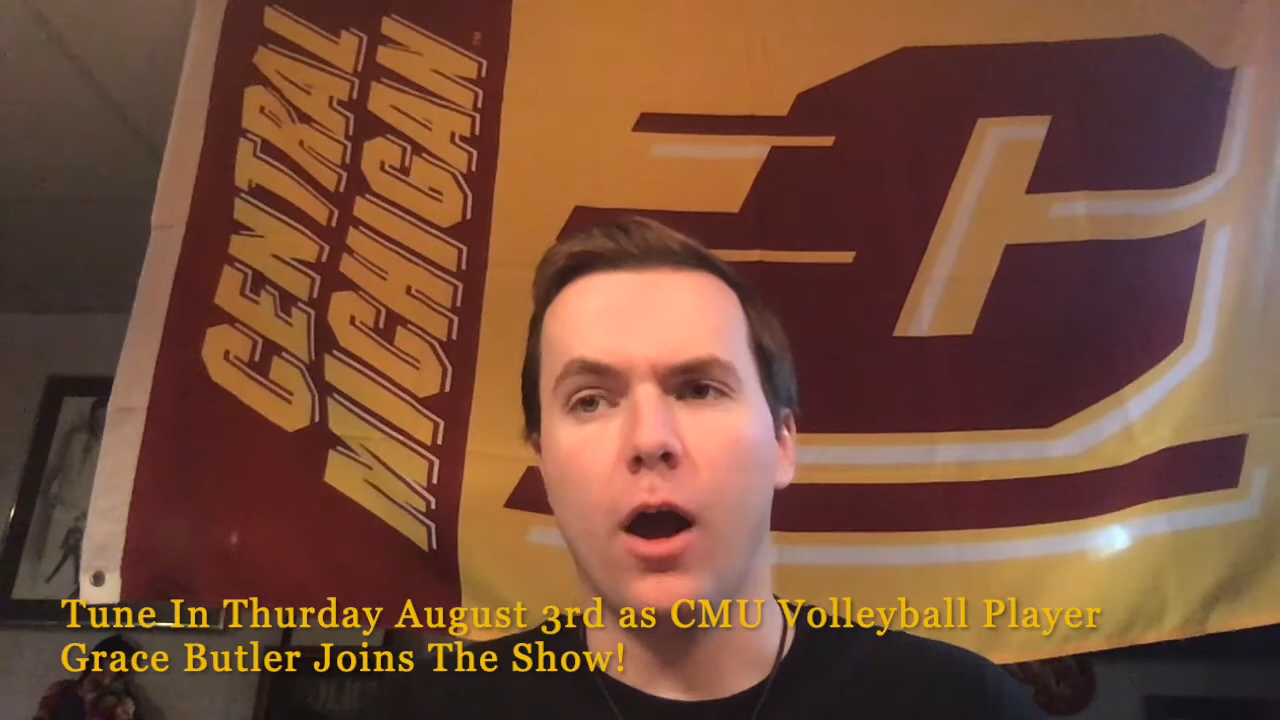 CENTRAL
MICHIGAN
C
Tune In Thurday August 3rd as CMU Volleyball Player
Grace Butler Joins The Show!